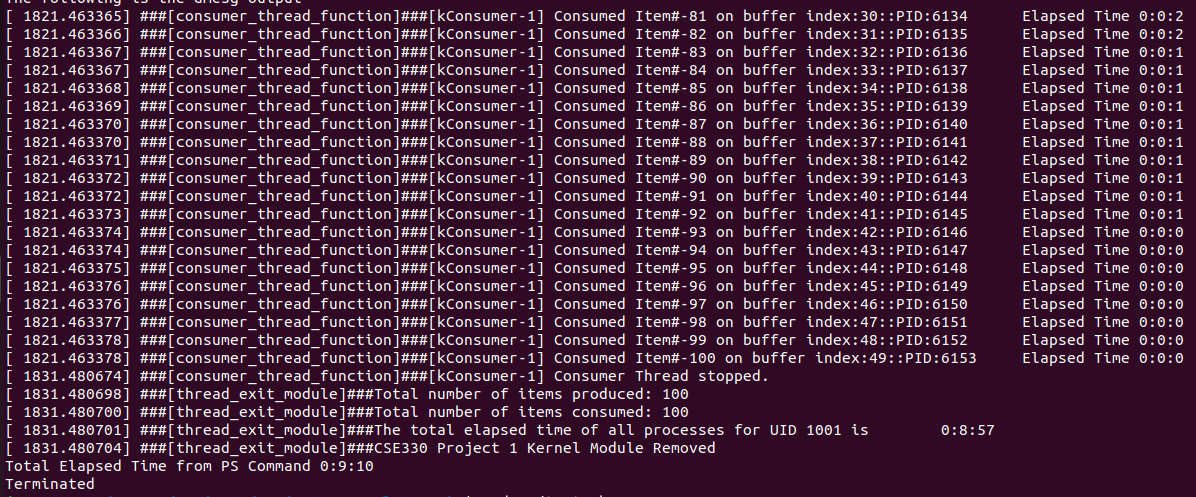 The following is the dmesg output
[ 1821.463365] ###[consumer_thread_function]###[kConsumer-1] Consumed Item#-81 on buffer index:30::PID:6134 Elapsed Time 0:0:2
[ 1821.463366] ###[consumer_thread_function]###[kConsumer-1] Consumed Item#-82 on buffer index:31::PID:6135 Elapsed Time 0:0:2
[ 1821.463367] ###[consumer_thread_function]###[kConsumer-1] Consumed Item#-83 on buffer index:32::PID:6136 Elapsed Time 0:0:1
[ 1821.463367] ###[consumer_thread_function]###[kConsumer-1] Consumed Item#-84 on buffer index:33::PID:6137 Elapsed Time 0:0:1
[ 1821.463368] ###[consumer_thread_function]###[kConsumer-1] Consumed Item#-85 on buffer index:34::PID:6138 Elapsed Time 0:0:1
[ 1821.463369] ###[consumer_thread_function]###[kConsumer-1] Consumed Item#-86 on buffer index:35::PID:6139 Elapsed Time 0:0:1
[ 1821.463370] ###[consumer_thread_function]###[kConsumer-1] Consumed Item#-87 on buffer index:36::PID:6140 Elapsed Time 0:0:1
[ 1821.463370] ###[consumer_thread_function]###[kConsumer-1] Consumed Item#-88 on buffer index:37::PID:6141 Elapsed Time 0:0:1
[ 1821.463371] ###[consumer_thread_function]###[kConsumer-1] Consumed Item#-89 on buffer index:38::PID:6142 Elapsed Time 0:0:1
[ 1821.463372] ###[consumer_thread_function]###[kConsumer-1] Consumed Item#-90 on buffer index:39::PID:6143 Elapsed Time 0:0:1
[ 1821.463372] ###[consumer_thread_function]###[kConsumer-1] Consumed Item#-91 on buffer index:40::PID:6144 Elapsed Time 0:0:1
[ 1821.463373] ###[consumer_thread_function]###[kConsumer-1] Consumed Item#-92 on buffer index:41::PID:6145 Elapsed Time 0:0:1
[ 1821.463374] ###[consumer_thread_function]###[kConsumer-1] Consumed Item#-93 on buffer index:42::PID:6146 Elapsed Time 0:0:0
[ 1821.463374] ###[consumer_thread_function]###[kConsumer-1] Consumed Item#-94 on buffer index:43::PID:6147 Elapsed Time 0:0:0
[ 1821.463375] ###[consumer_thread_function]###[kConsumer-1] Consumed Item#-95 on buffer index:44::PID:6148 Elapsed Time 0:0:0
[ 1821.463376] ###[consumer_thread_function]###[kConsumer-1] Consumed Item#-96 on buffer index:45::PID:6149 Elapsed Time 0:0:0
[ 1821.463376] ###[consumer_thread_function]###[kConsumer-1] Consumed Item#-97 on buffer index:46::PID:6150 Elapsed Time 0:0:0
[ 1821.463377] ###[consumer_thread_function]###[kConsumer-1] Consumed Item#-98 on buffer index:47::PID:6151 Elapsed Time 0:0:0
[ 1821.463378] ###[consumer_thread_function]###[kConsumer-1] Consumed Item#-99 on buffer index:48::PID:6152 Elapsed Time 0:0:0
[ 1821.463378] ###[consumer_thread_function]###[kConsumer-1] Consumed Item#-100 on buffer index:49::PID:6153 Elapsed Time 0:0:0
[ 1831.480674] ###[consumer_thread_function]###[kConsumer-1] Consumer Thread stopped.
[ 1831.480698] ###[thread_exit_module]###Total number of items produced: 100
[ 1831.480700] ###[thread_exit_module]###Total number of items consumed: 100
[ 1831.480701] ###[thread_exit_module]###The total elapsed time of all processes for UID 1001 is 0:8:57
[ 1831.480704] ###[thread_exit_module]###CSE330 Project 1 Kernel Module Removed
Total Elapsed Time from PS Command 0:9:10
Terminated